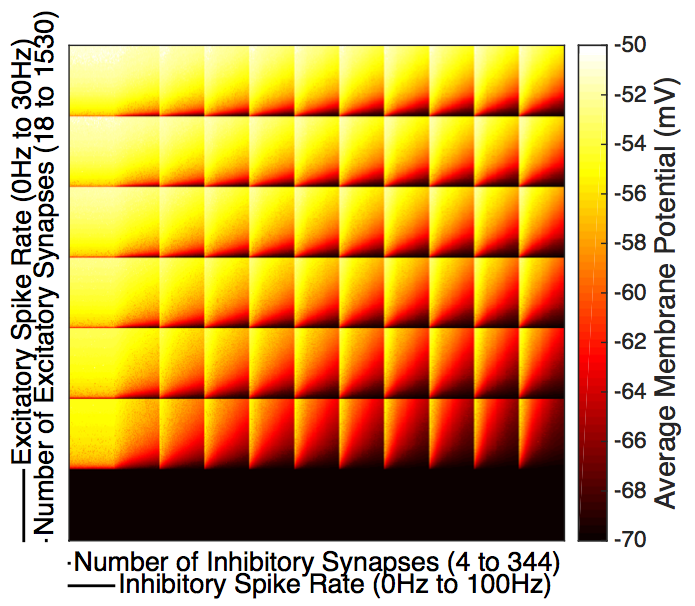 Excitatory Spike Rate (0Hz to 30Hz)
·Number of Excitatory Synapses (18 to 1530)
-50
-52
-54
-56
-58
-60
-62
-64
-66
-68
-70
Average Membrane Potential (mV)
·Number of Inhibitory Synapses (4 to 344)
Inhibitory Spike Rate (0Hz to 100Hz)